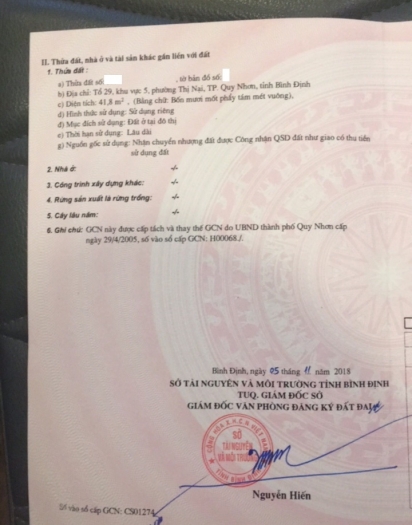 II. Thửa đất, nhà ở và tài sản khác gắn liền với đất
1. Thửa đất:
a) Thửa đất số: , tờ bản đồ số:
b) Địa chỉ: Tổ 29, khu vực 5, phường Thị Nại, TP. Quy Nhơn, tỉnh Bình Định
c) Diện tích: 41,8 m², (Bằng chữ: Bốn mươi mốt phẩy tám mét vuông),
d) Hình thức sử dụng: Sử dụng riêng
đ) Mục đích sử dụng: Đất ở tại đô thị
e) Thời hạn sử dụng: Lâu dài
g) Nguồn gốc sử dụng: Nhận chuyển nhượng đất được Công nhận QSD đất như giao có thu tiền
sử dụng đất
2. Nhà ở: -/-
3. Công trình xây dựng khác: -/-
4. Rừng sản xuất là rừng trồng: -/-
5. Cây lâu năm: -/-
6. Ghi chú: GCN này được cấp tách và thay thế GCN do UBND thành phố Quy Nhơn cấp
ngày 29/4/2005, số vào sổ cấp GCN: H00068./.
Bình Định, ngày 05 tháng 11 năm 2018
SỞ TÀI NGUYÊN VÀ MÔI TRƯỜNG TỈNH BÌNH ĐỊNH
TUQ. GIÁM ĐỐC SỞ
GIÁM ĐỐC VĂN PHÒNG ĐĂNG KÝ ĐẤT ĐAI
CỘNG HÒA X.H.C.N VIỆT NAM
SỞ
TÀI NGUYÊN
VÀ MÔI TRƯỜNG
TỈNH BÌNH ĐỊNH
Nguyễn Hiến
Số vào sổ cấp GCN: CS01274